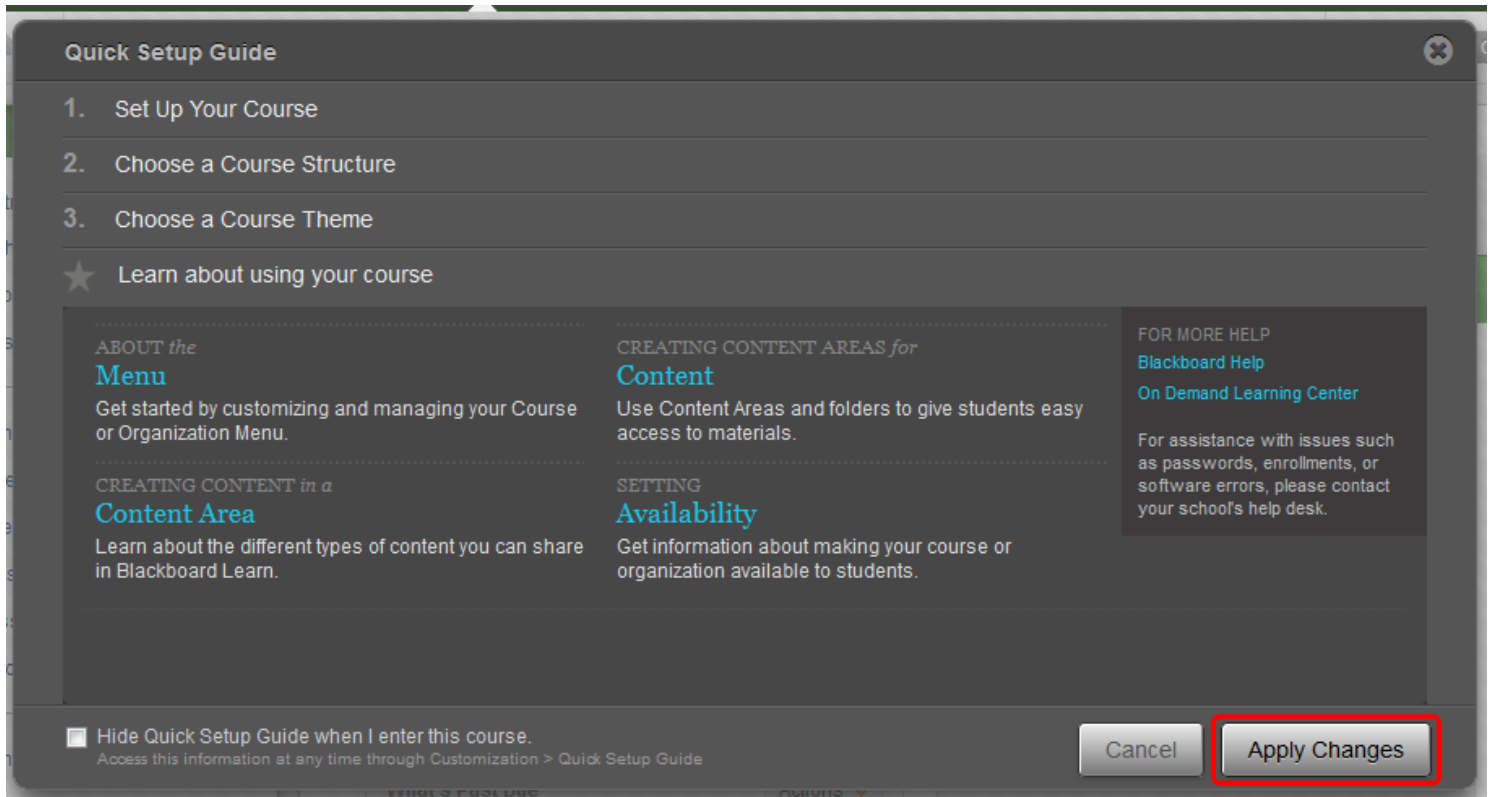 Quick Setup Guide
1. Set Up Your Course
2. Choose a Course Structure
3. Choose a Course Theme
Learn about using your course
ABOUT the
Menu
Get started by customizing and managing your Course
or Organization Menu.
CREATING CONTENT AREAS for
Content
Use Content Areas and folders to give students easy
access to materials.
CREATING CONTENT in a
Content Area
Learn about the different types of content you can share
in Blackboard Learn.
SETTING
Availability
Get information about making your course or
organization available to students.
FOR MORE HELP
Blackboard Help
On Demand Learning Center
For assistance with issues such
as passwords, enrollments, or
software errors, please contact
your school's help desk.
Hide Quick Setup Guide when I enter this course.
Access this information at any time through Customization > Quick Setup Guide
Cancel
Apply Changes
What's Past Due
Actions